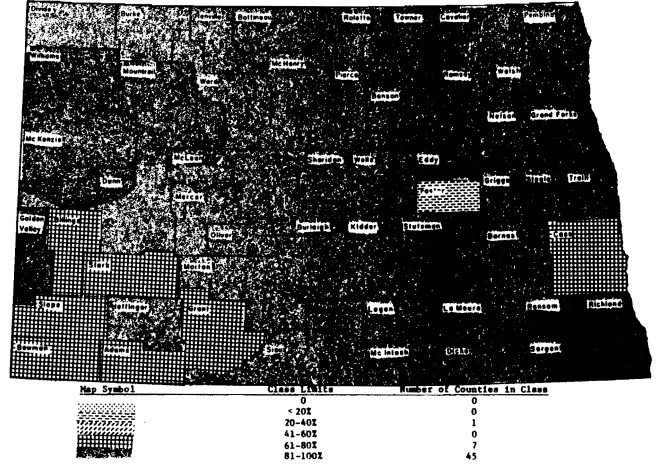 Divide Burke Renville Bottineau Rolette Towner Cavalier Pembina
Williams Mountrail Ward McHenry Pierce Ramsey Walsh
Benson
Nelson Grand Forks
McKenzie
McLean Sheridan Wells Eddy
Dunn Mercer Foster Griggs Steele Traill
Golden Valley Billings Oliver Burleigh Kidder Stutsman Barnes Cass
Stark Morton
Slope Hettinger Grant Logan La Moure Ransom Richland
Bowman Adams Sioux McIntosh Dickey Sargent
Map Symbol Class Limits Number of Counties in Class
0 0
< 20% 0
20-40% 1
41-60% 0
61-80% 7
81-100% 45